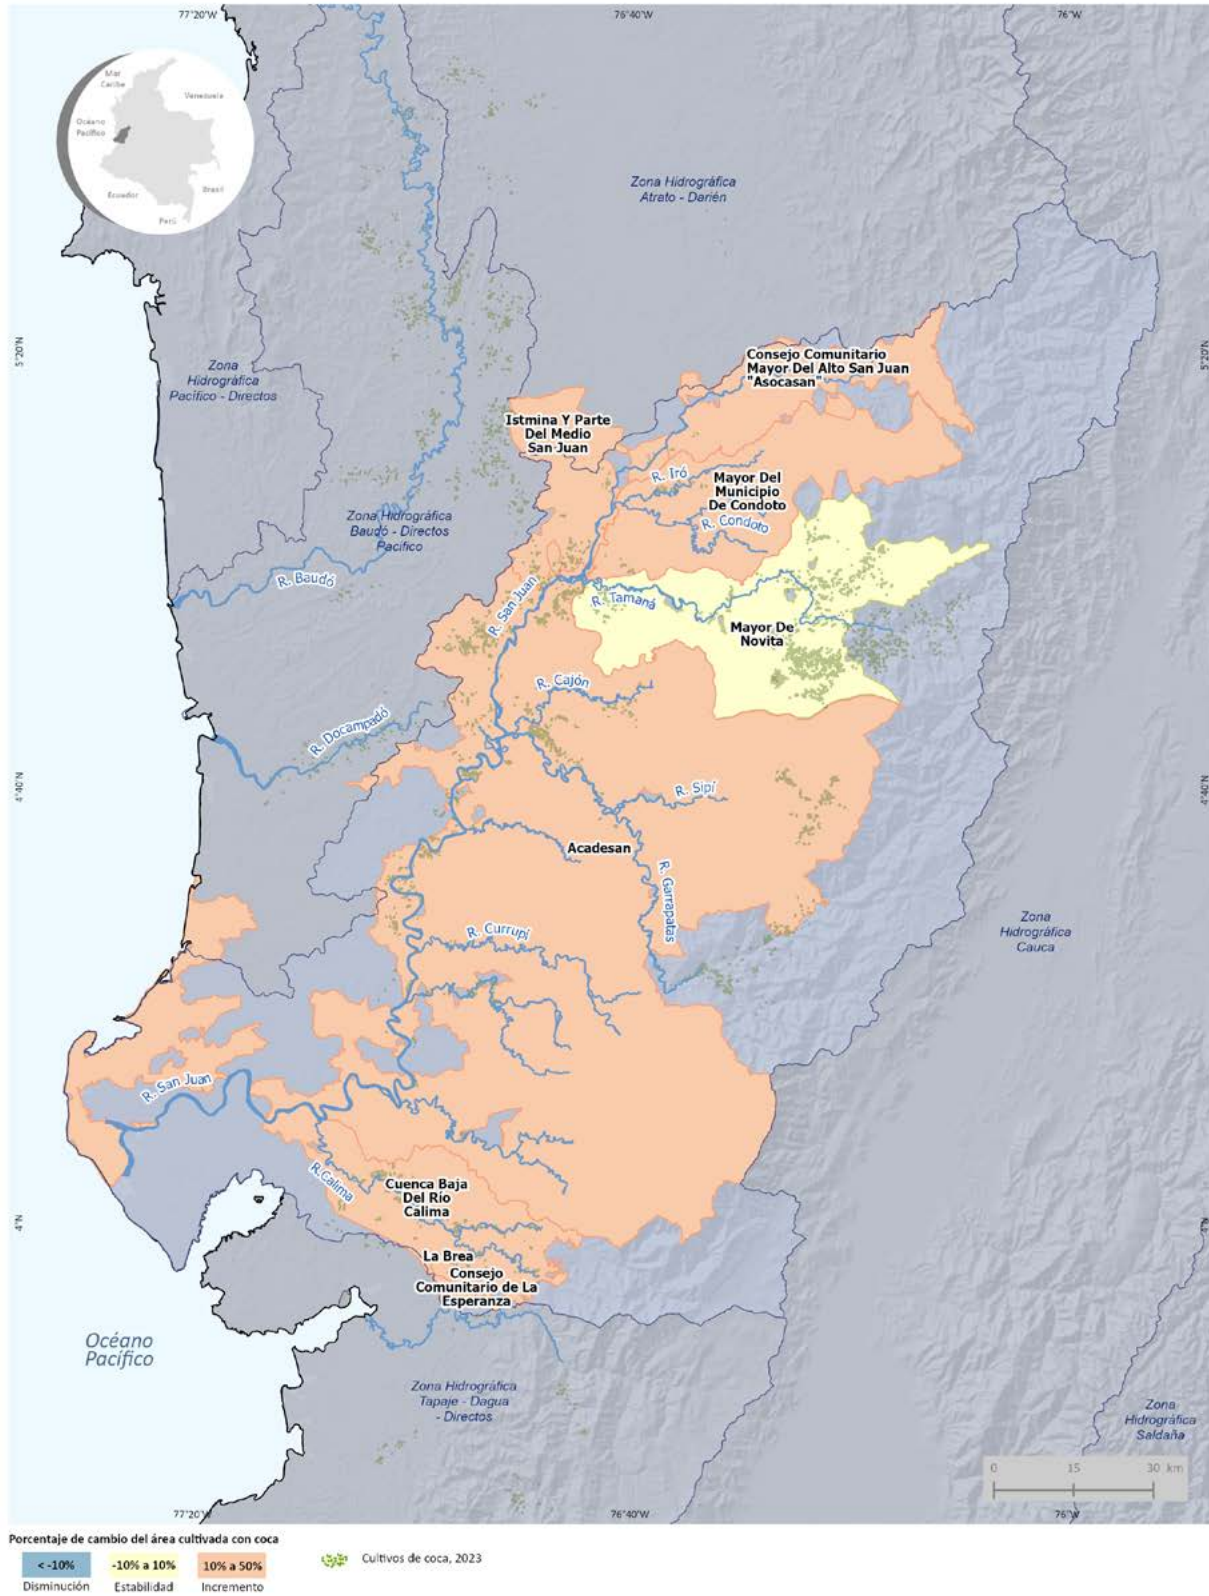 77°20'W
76°40'W
76°W
Mar
Caribe
Venezuela
Océano
Pacífico
Ecuador
Brasil
Perú
Zona Hidrográfica
Atrato - Darién
5°20'N
5°20'N
Zona
Hidrográfica
Pacífico - Directos
Consejo Comunitario
Mayor Del Alto San Juan
"Asocasan"
Istmina Y Parte
Del Medio
San Juan
R. Iró
Mayor Del
Municipio
De Condoto
R. Condoto
Zona Hidrográfica
Baudó - Directos
Pacifico
R. Baudó
R. San Juan
R. Tamaná
Mayor De
Novita
R. Cajón
R. Docampadó
4°40'N
4°40'N
R. Sipí
Acadesan
R. Garrapatas
R. Currupí
Zona
Hidrográfica
Cauca
R. San Juan
R.Calima
Cuenca Baja
Del Río
Calima
4°N
4°N
La Brea
Consejo
Comunitario de La
Esperanza
Océano
Pacífico
Zona Hidrográfica
Tapaje - Dagua
- Directos
Zona
Hidrográfica
Saldaña
0 15 30 km
77°20'W
76°40'W
76°W
Porcentaje de cambio del área cultivada con coca
< -10%
-10% a 10%
10% a 50%
Cultivos de coca, 2023
Disminución
Estabilidad
Incremento